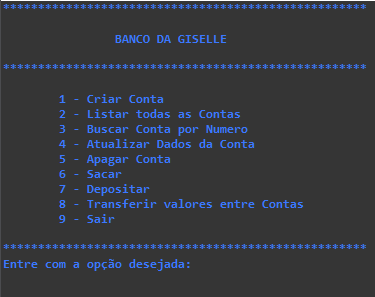 ****************************************************
BANCO DA GISELLE
****************************************************
1 - Criar Conta
2 - Listar todas as Contas
3 - Buscar Conta por Numero
4 - Atualizar Dados da Conta
5 - Apagar Conta
6 - Sacar
7 - Depositar
8 - Transferir valores entre Contas
9 - Sair
****************************************************
Entre com a opção desejada: